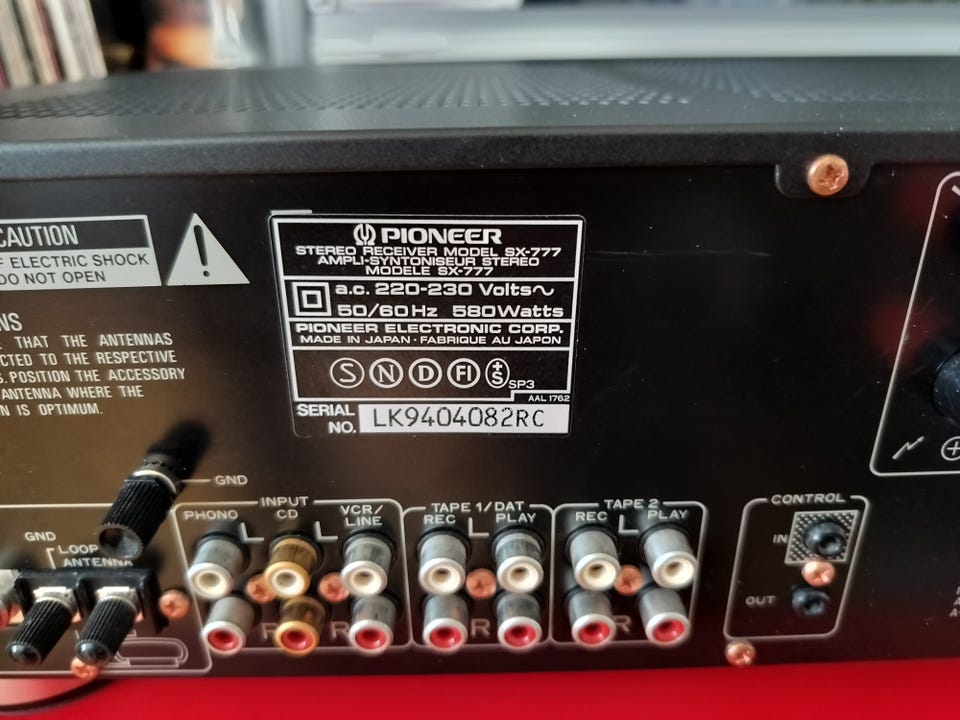 CAUTION
F ELECTRIC SHOCK
DO NOT OPEN
NS
THAT THE ANTENNAS
CTED TO THE RESPECTIVE
S. POSITION THE ACCESSORY
ANTENNA WHERE THE
N IS OPTIMUM.
PIONEER
STEREO RECEIVER MODEL SX-777
AMPLI-SYNTONISEUR STEREO
MODELE SX-777
a.c. 220-230 Volts~
50/60Hz 580Watts
PIONEER ELECTRONIC CORP.
MADE IN JAPAN · FABRIQUE AU JAPON
S N D FI +S SP3
AAL 1762
SERIAL NO. LK9404082RC
GND
GND
LOOP
ANTENNA
INPUT
PHONO CD VCR/LINE
L L
R R
TAPE 1/DAT
REC L PLAY
R
TAPE 2
REC L PLAY
R
CONTROL
IN
OUT